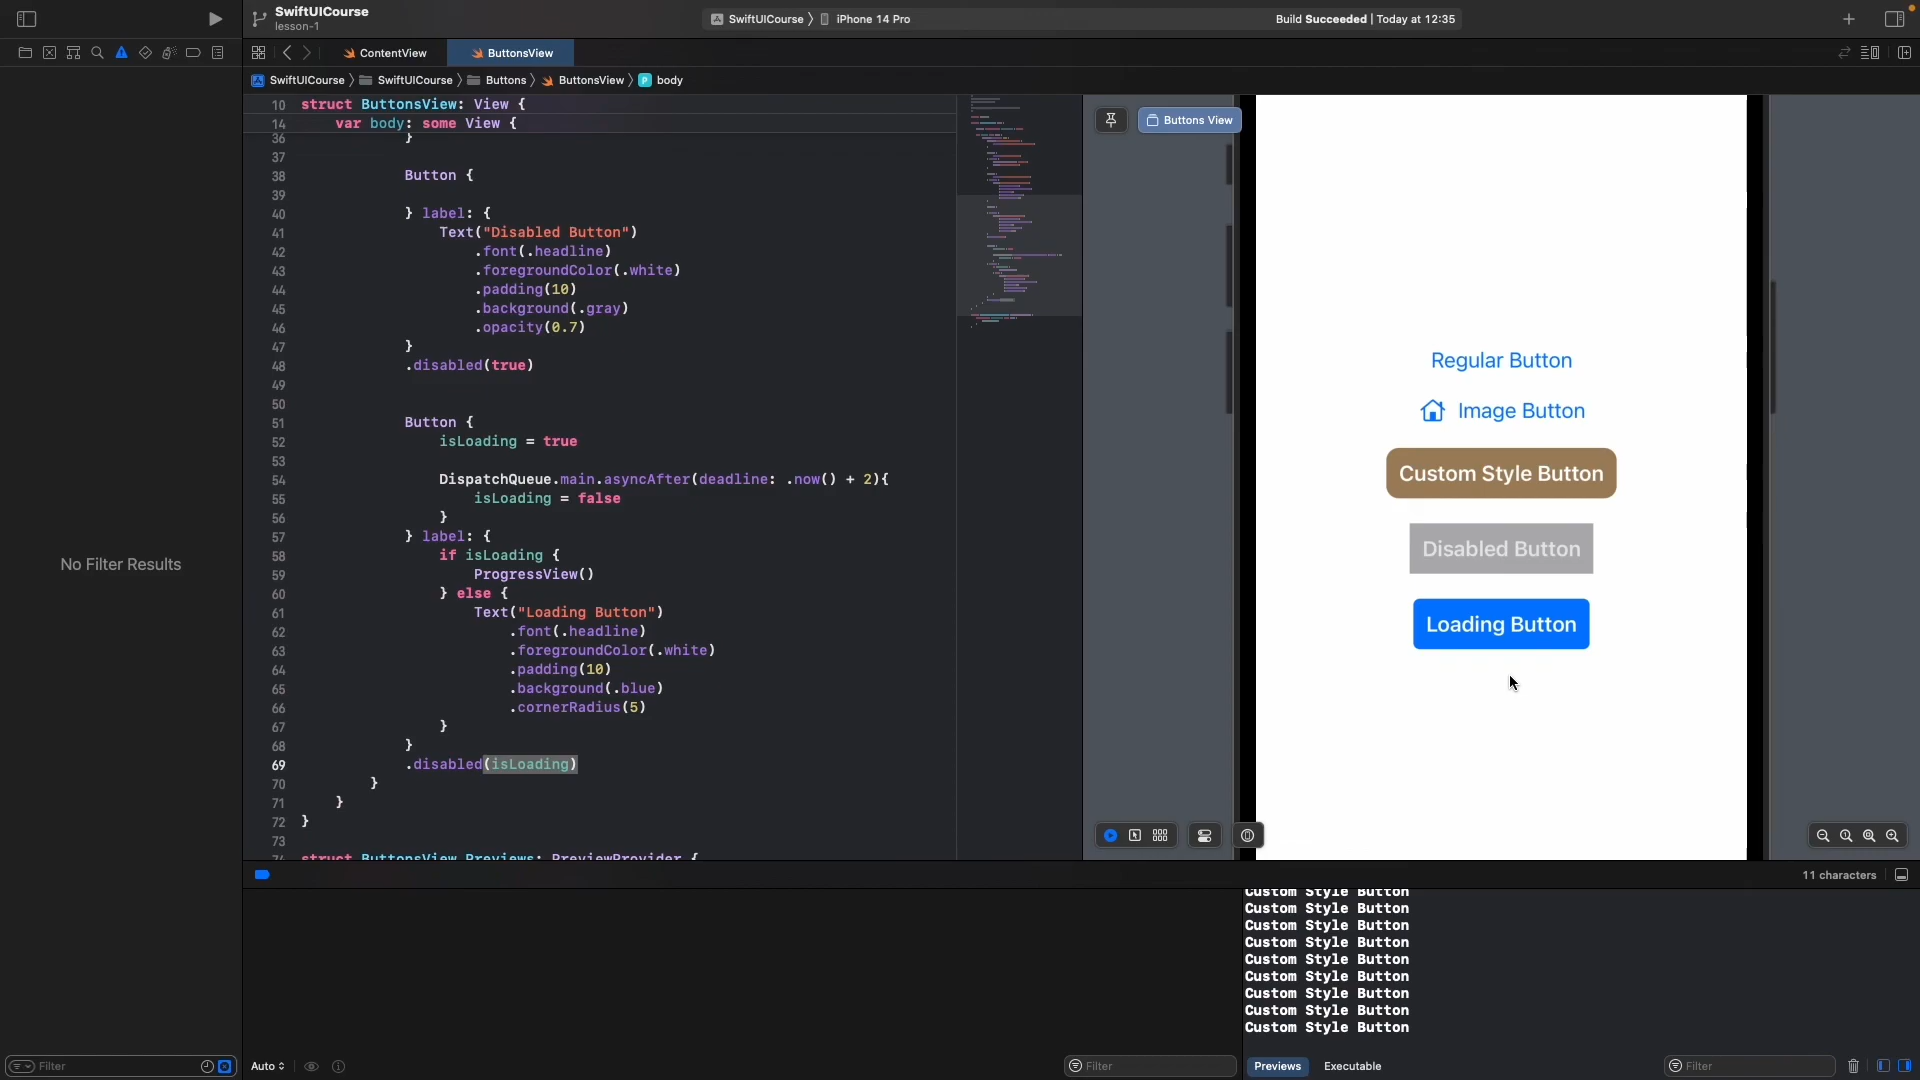 SwiftUICourse
lesson-1
SwiftUICourse 〉 iPhone 14 Pro
Build Succeeded | Today at 12:35
ContentView
ButtonsView
SwiftUICourse 〉 SwiftUICourse 〉 Buttons 〉 ButtonsView 〉 P body
10 struct ButtonsView: View {
14 var body: some View {
36 }
37
38 Button {
39
40 } label: {
41 Text("Disabled Button")
42 .font(.headline)
43 .foregroundColor(.white)
44 .padding(10)
45 .background(.gray)
46 .opacity(0.7)
47 }
48 .disabled(true)
49
50
51 Button {
52 isLoading = true
53
54 DispatchQueue.main.asyncAfter(deadline: .now() + 2){
55 isLoading = false
56 }
57 } label: {
58 if isLoading {
59 ProgressView()
60 } else {
61 Text("Loading Button")
62 .font(.headline)
63 .foregroundColor(.white)
64 .padding(10)
65 .background(.blue)
66 .cornerRadius(5)
67 }
68 }
69 .disabled(isLoading)
70 }
71 }
72 }
73
74 struct ButtonsView_Previews: PreviewProvider {
No Filter Results
Buttons View
Regular Button
Image Button
Custom Style Button
Disabled Button
Loading Button
11 characters
Custom Style Button
Custom Style Button
Custom Style Button
Custom Style Button
Custom Style Button
Custom Style Button
Custom Style Button
Custom Style Button
Custom Style Button
Filter
Auto
Filter
Previews
Executable
Filter